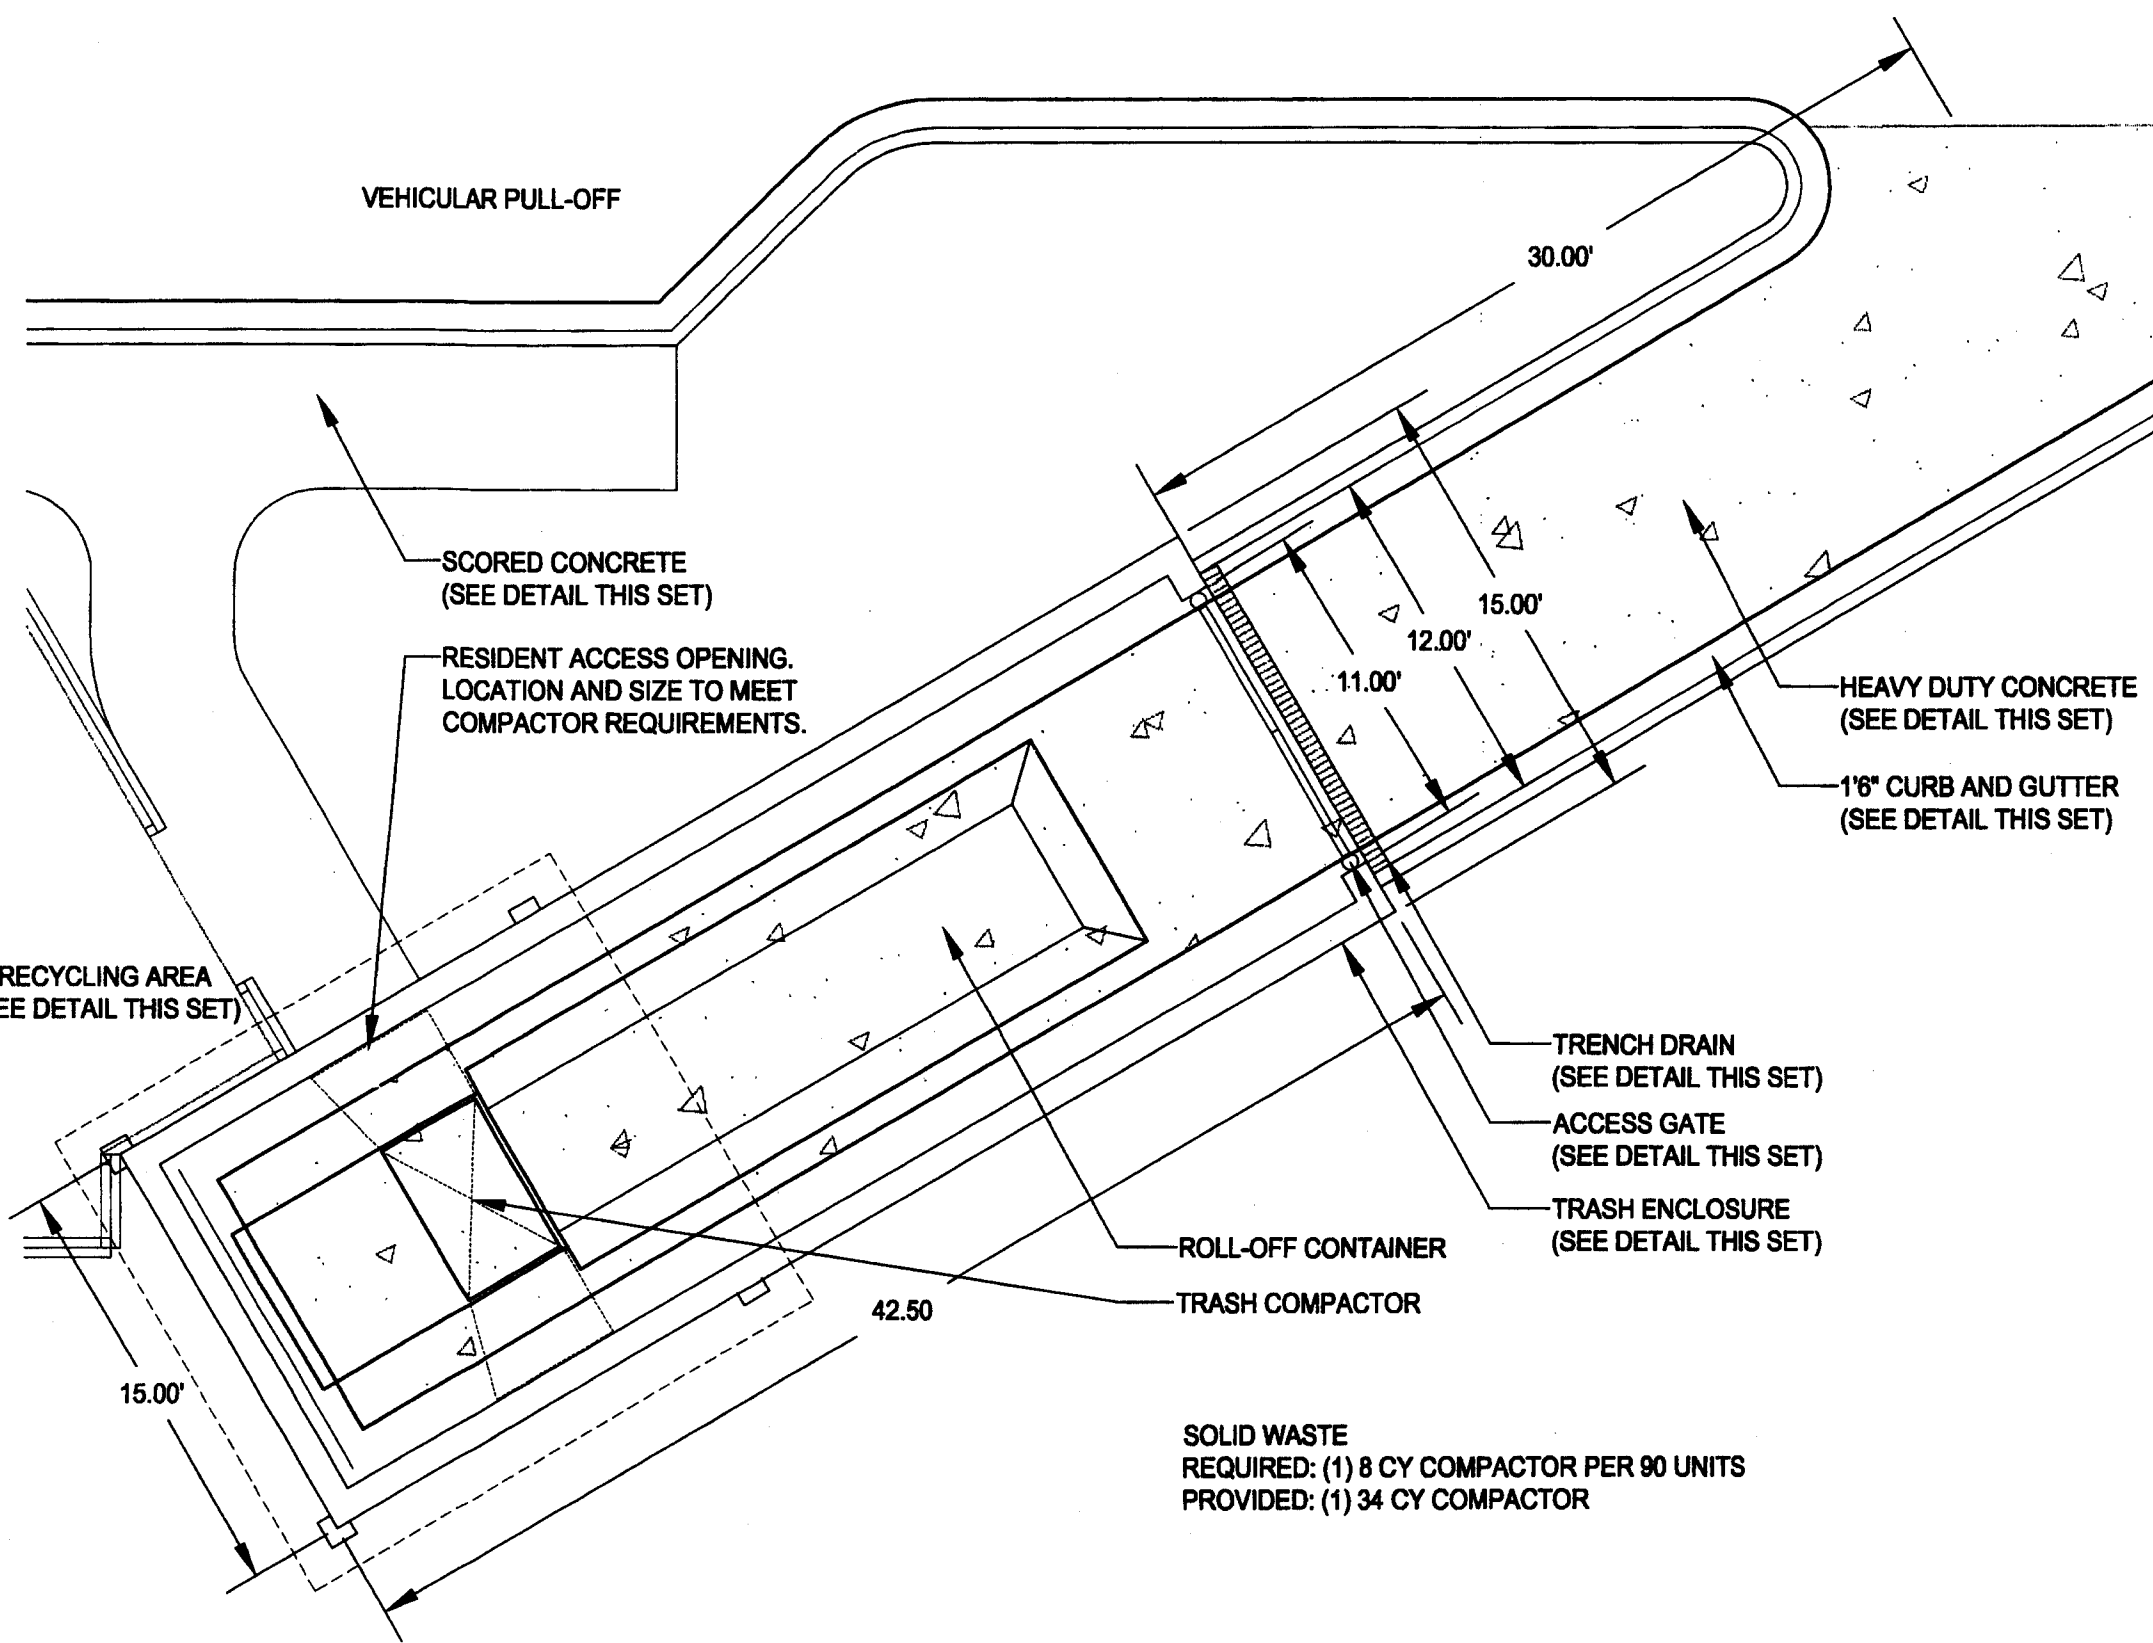 VEHICULAR PULL-OFF
30.00'
SCORED CONCRETE
(SEE DETAIL THIS SET)
15.00'
12.00'
11.00'
RESIDENT ACCESS OPENING.
LOCATION AND SIZE TO MEET
COMPACTOR REQUIREMENTS.
HEAVY DUTY CONCRETE
(SEE DETAIL THIS SET)
1'6" CURB AND GUTTER
(SEE DETAIL THIS SET)
RECYCLING AREA
EE DETAIL THIS SET)
TRENCH DRAIN
(SEE DETAIL THIS SET)
ACCESS GATE
(SEE DETAIL THIS SET)
TRASH ENCLOSURE
(SEE DETAIL THIS SET)
ROLL-OFF CONTAINER
TRASH COMPACTOR
42.50
15.00'
SOLID WASTE
REQUIRED: (1) 8 CY COMPACTOR PER 90 UNITS
PROVIDED: (1) 34 CY COMPACTOR